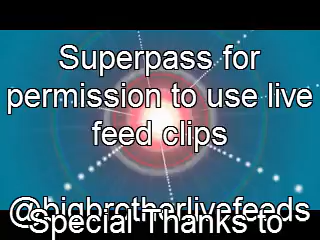 Superpass for
permission to use live
feed clips
@bigbrotherlivefeeds
Special Thanks to